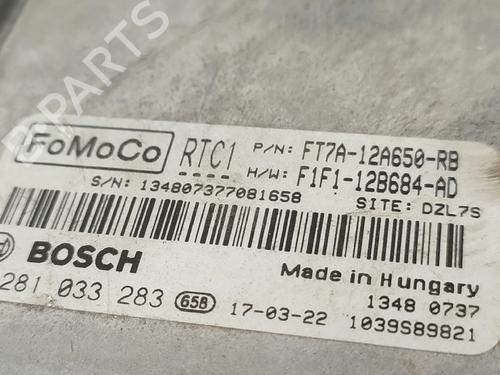 B-PARTS
FoMoCo RTC1 P/N: FT7A-12A650-RB
H/W: F1F1-12B684-AD
S/N: 134807377081658 SITE: DZL7S
BOSCH Made in Hungary
281 033 283 658 1348 0737
17-03-22 1039S89821